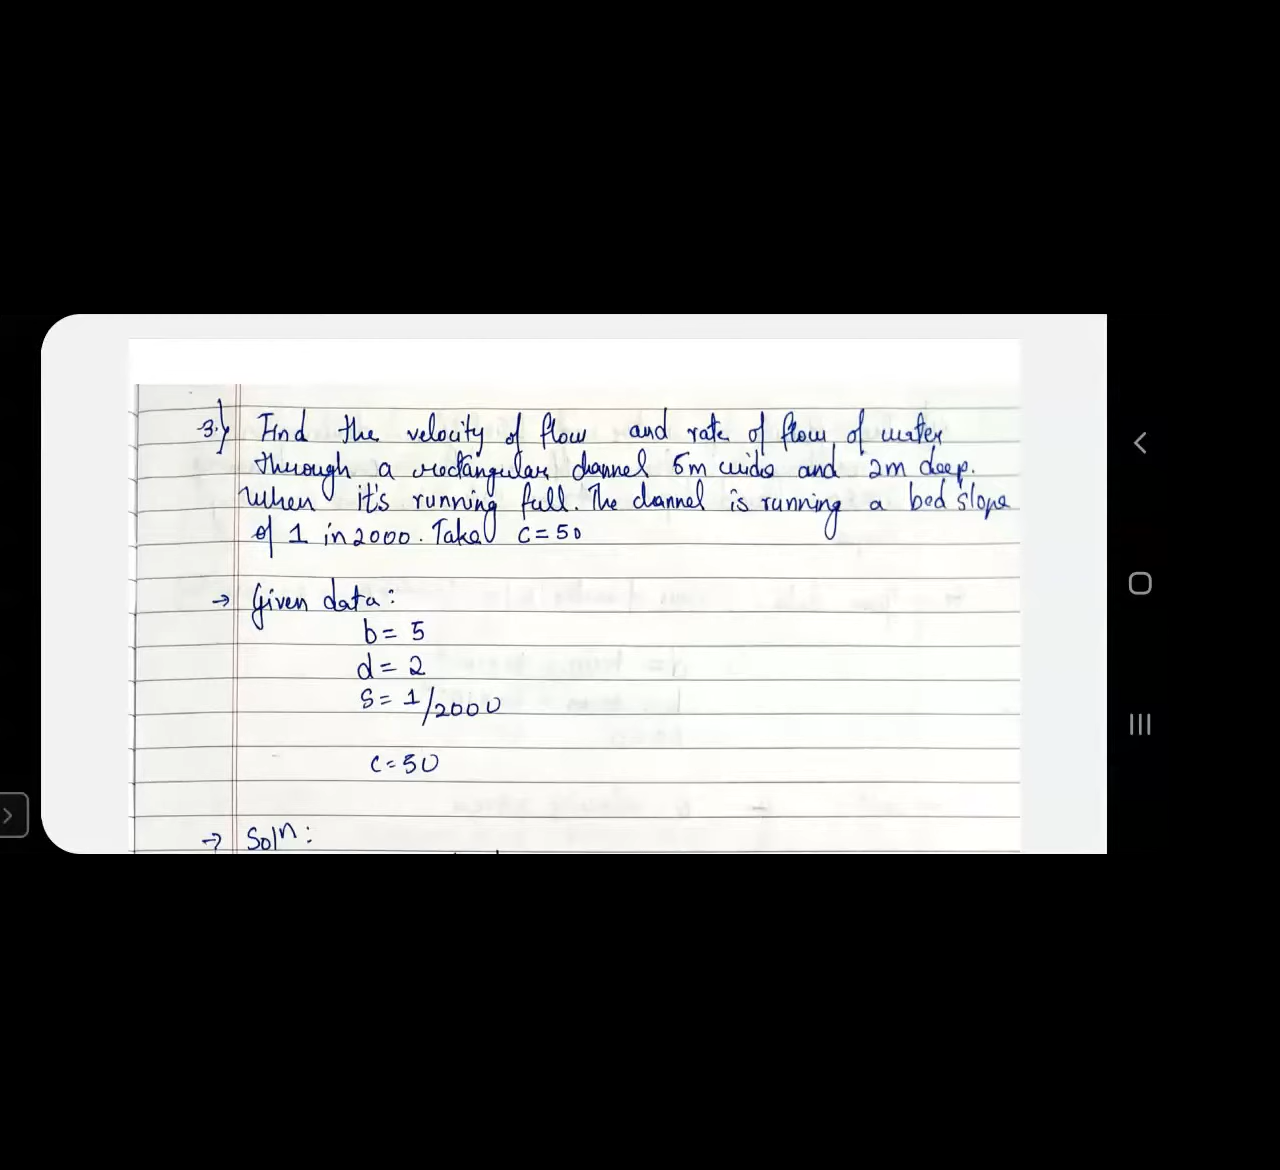 3.) Find the velocity of flow and rate of flow of water
through a rectangular channel 5m wide and 2m deep.
When it's running full. The channel is running a bed slope
of 1 in 2000. Take C=50
→ Given data:
b= 5
d= 2
S= 1/2000
C=50
→ Soln: